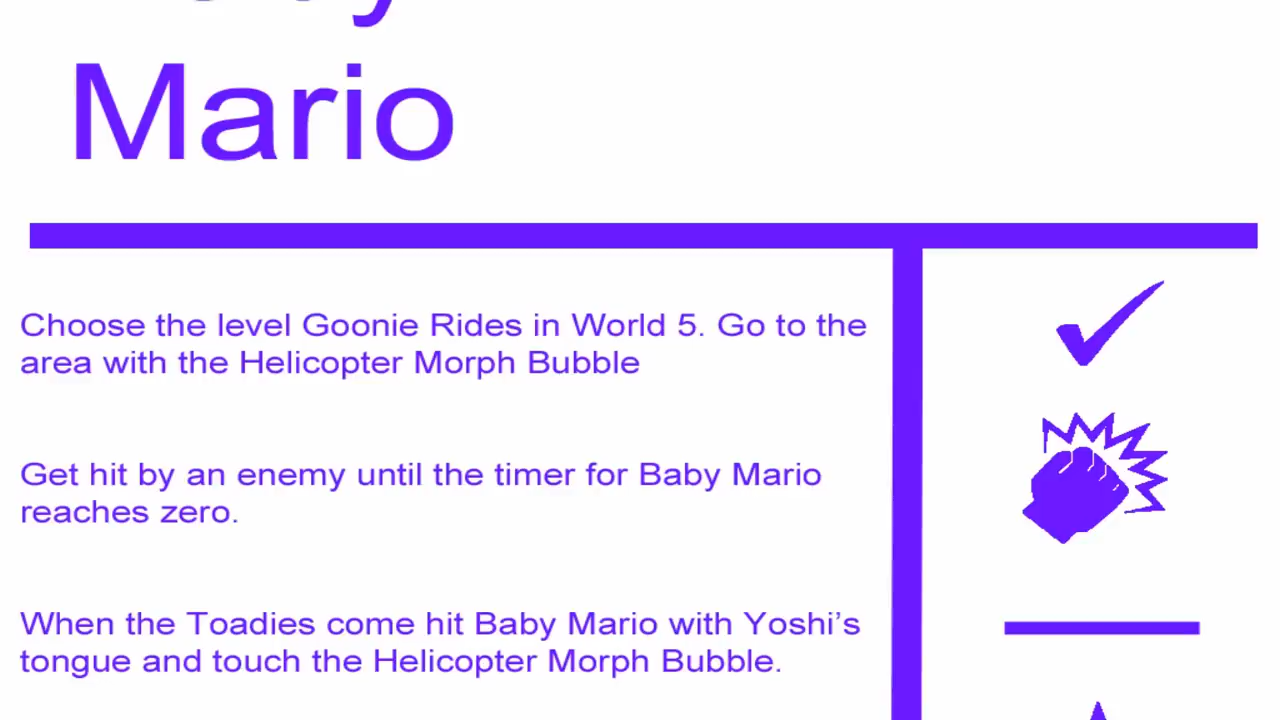 Mario
Choose the level Goonie Rides in World 5. Go to the
area with the Helicopter Morph Bubble
Get hit by an enemy until the timer for Baby Mario
reaches zero.
When the Toadies come hit Baby Mario with Yoshi’s
tongue and touch the Helicopter Morph Bubble.